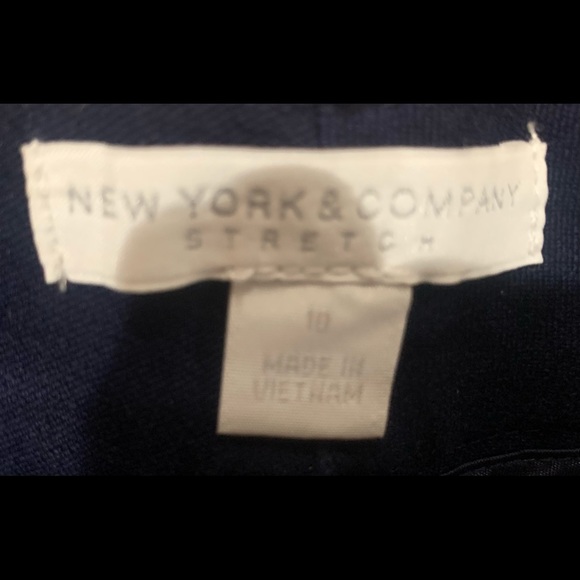 NEW YORK & COMPANY
STRETCH
10
MADE IN
VIETNAM